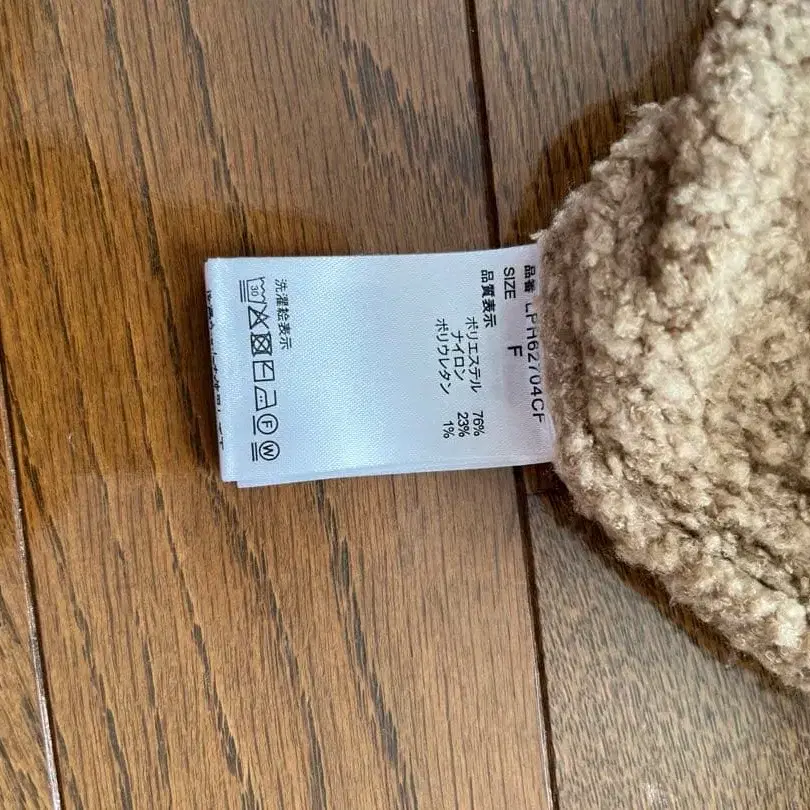 品番 LPH62704CF
SIZE F
品質表示
ポリエステル 76%
ナイロン 23%
ポリウレタン 1%
洗濯絵表示
30
F W